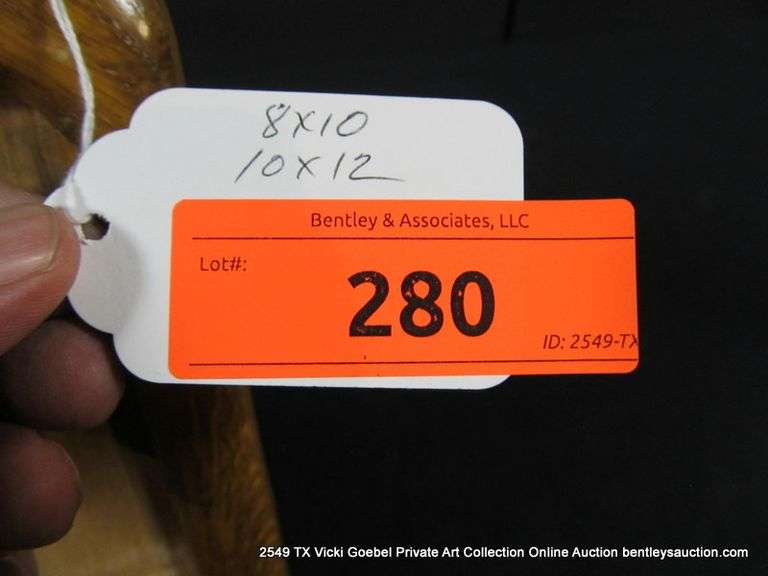 8X10
10X12
Bentley & Associates, LLC
Lot#:
280
ID: 2549-TX
2549 TX Vicki Goebel Private Art Collection Online Auction bentleysauction.com